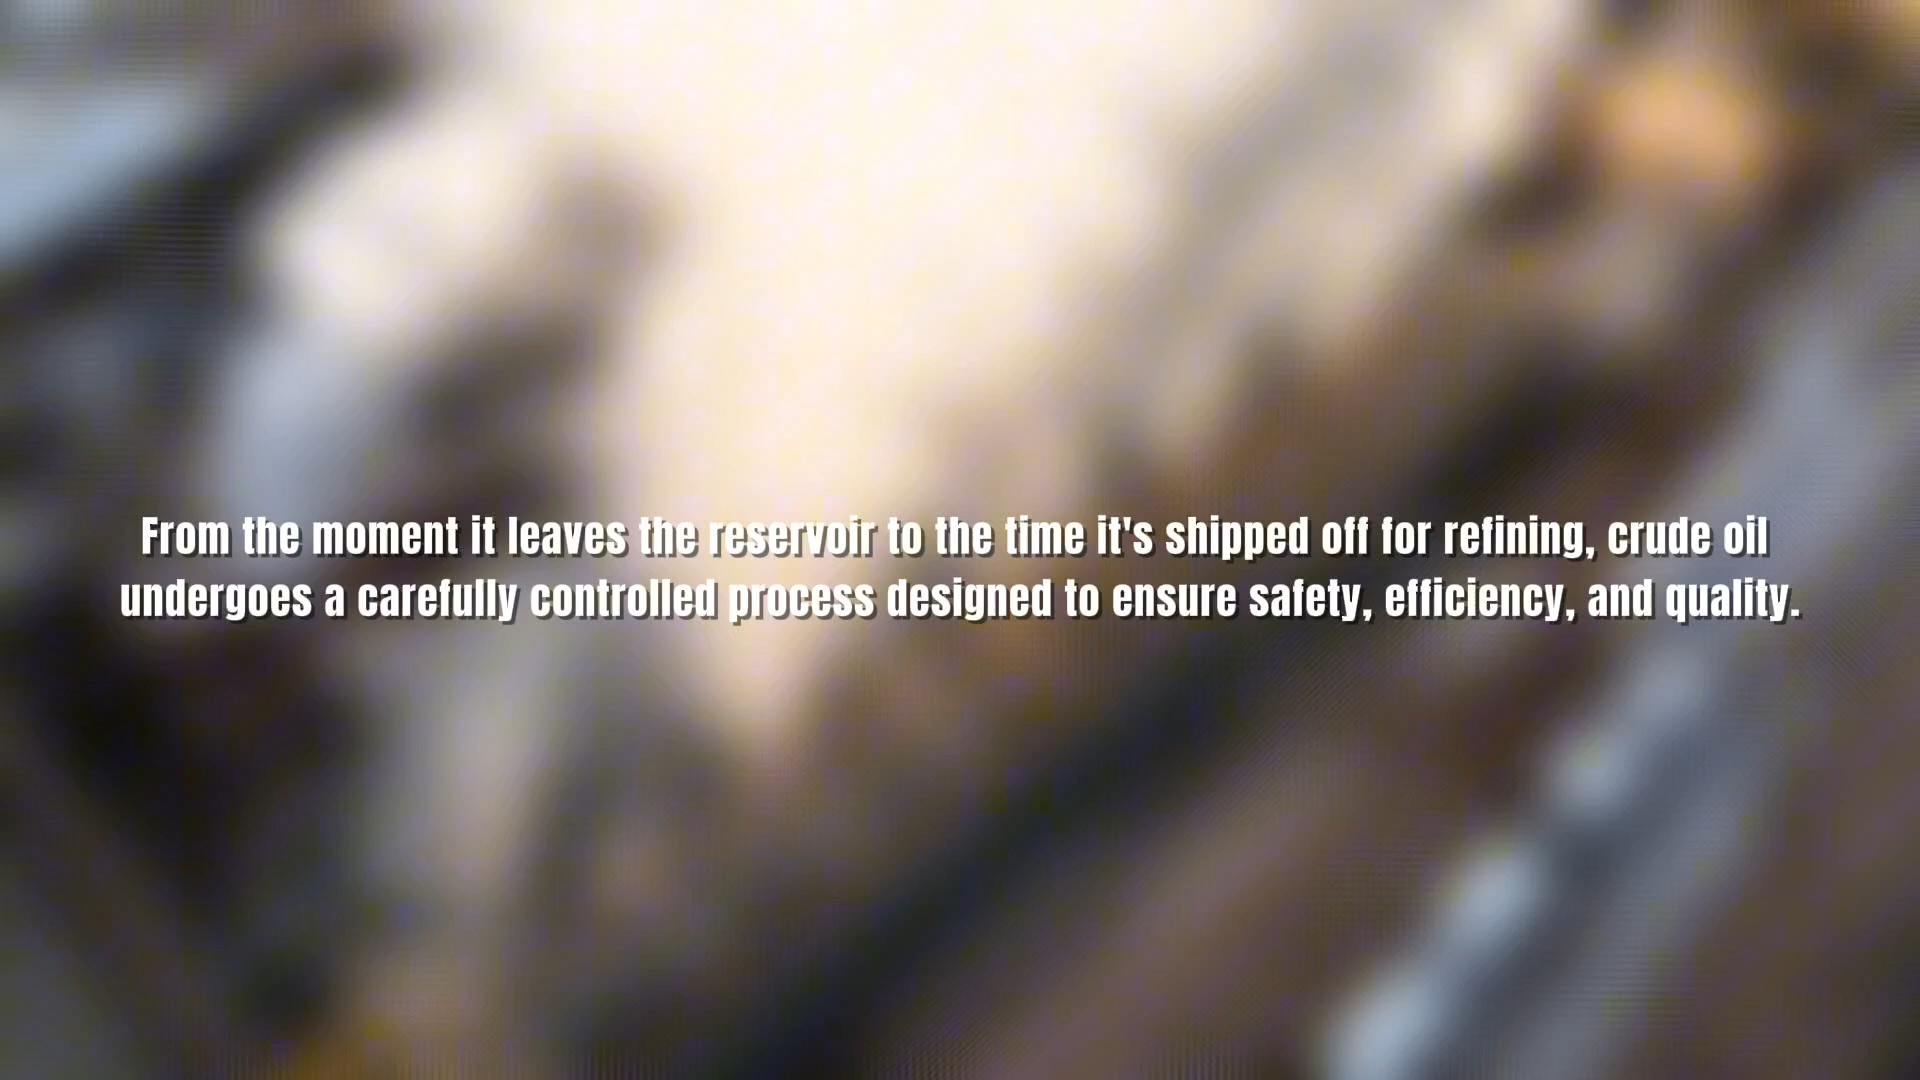 From the moment it leaves the reservoir to the time it's shipped off for refining, crude oil
undergoes a carefully controlled process designed to ensure safety, efficiency, and quality.